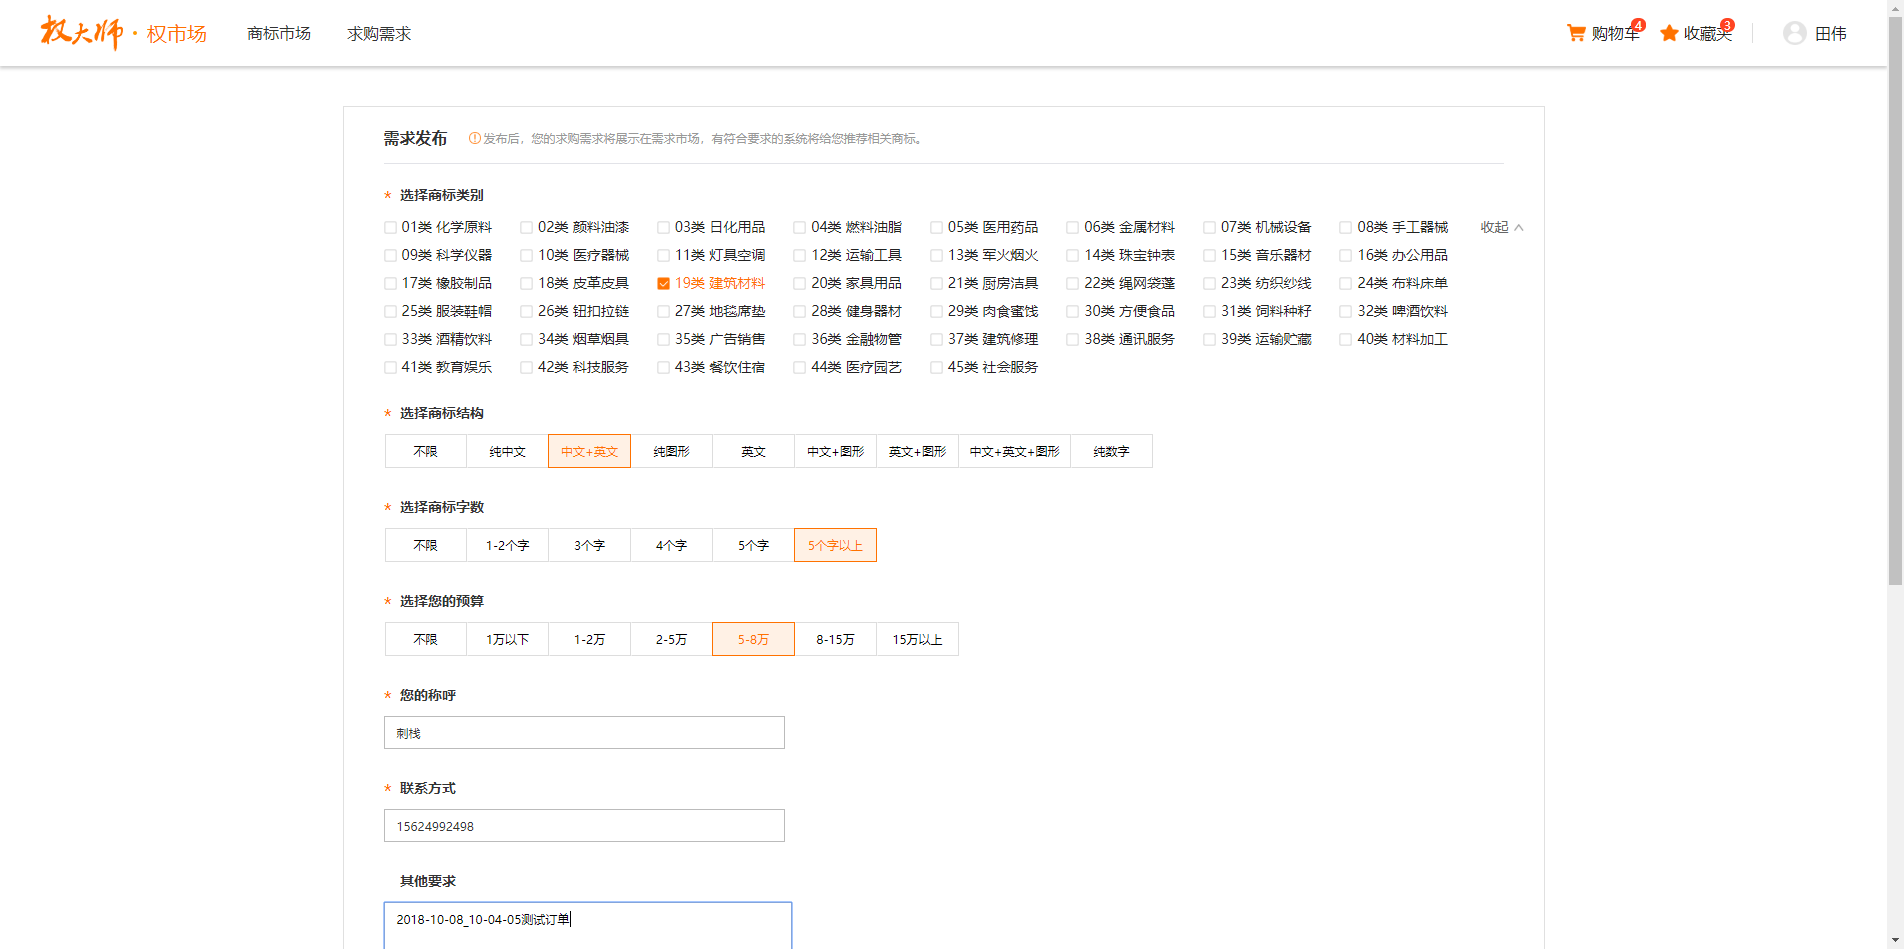 权大师·权市场 商标市场 求购需求 购物车 4 收藏夹 3 田伟
需求发布 发布后，您的求购需求将展示在需求市场，有符合要求的系统将给您推荐相关商标。
* 选择商标类别
01类 化学原料 02类 颜料油漆 03类 日化用品 04类 燃料油脂 05类 医用药品 06类 金属材料 07类 机械设备 08类 手工器械 收起
09类 科学仪器 10类 医疗器械 11类 灯具空调 12类 运输工具 13类 军火烟火 14类 珠宝钟表 15类 音乐器材 16类 办公用品
17类 橡胶制品 18类 皮革皮具 19类 建筑材料 20类 家具用品 21类 厨房洁具 22类 绳网袋蓬 23类 纺织纱线 24类 布料床单
25类 服装鞋帽 26类 钮扣拉链 27类 地毯席垫 28类 健身器材 29类 肉食蜜饯 30类 方便食品 31类 饲料种籽 32类 啤酒饮料
33类 酒精饮料 34类 烟草烟具 35类 广告销售 36类 金融物管 37类 建筑修理 38类 通讯服务 39类 运输贮藏 40类 材料加工
41类 教育娱乐 42类 科技服务 43类 餐饮住宿 44类 医疗园艺 45类 社会服务
* 选择商标结构
不限 纯中文 中文+英文 纯图形 英文 中文+图形 英文+图形 中文+英文+图形 纯数字
* 选择商标字数
不限 1-2个字 3个字 4个字 5个字 5个字以上
* 选择您的预算
不限 1万以下 1-2万 2-5万 5-8万 8-15万 15万以上
* 您的称呼
刺栈
* 联系方式
15624992498
其他要求
2018-10-08_10-04-05测试订单